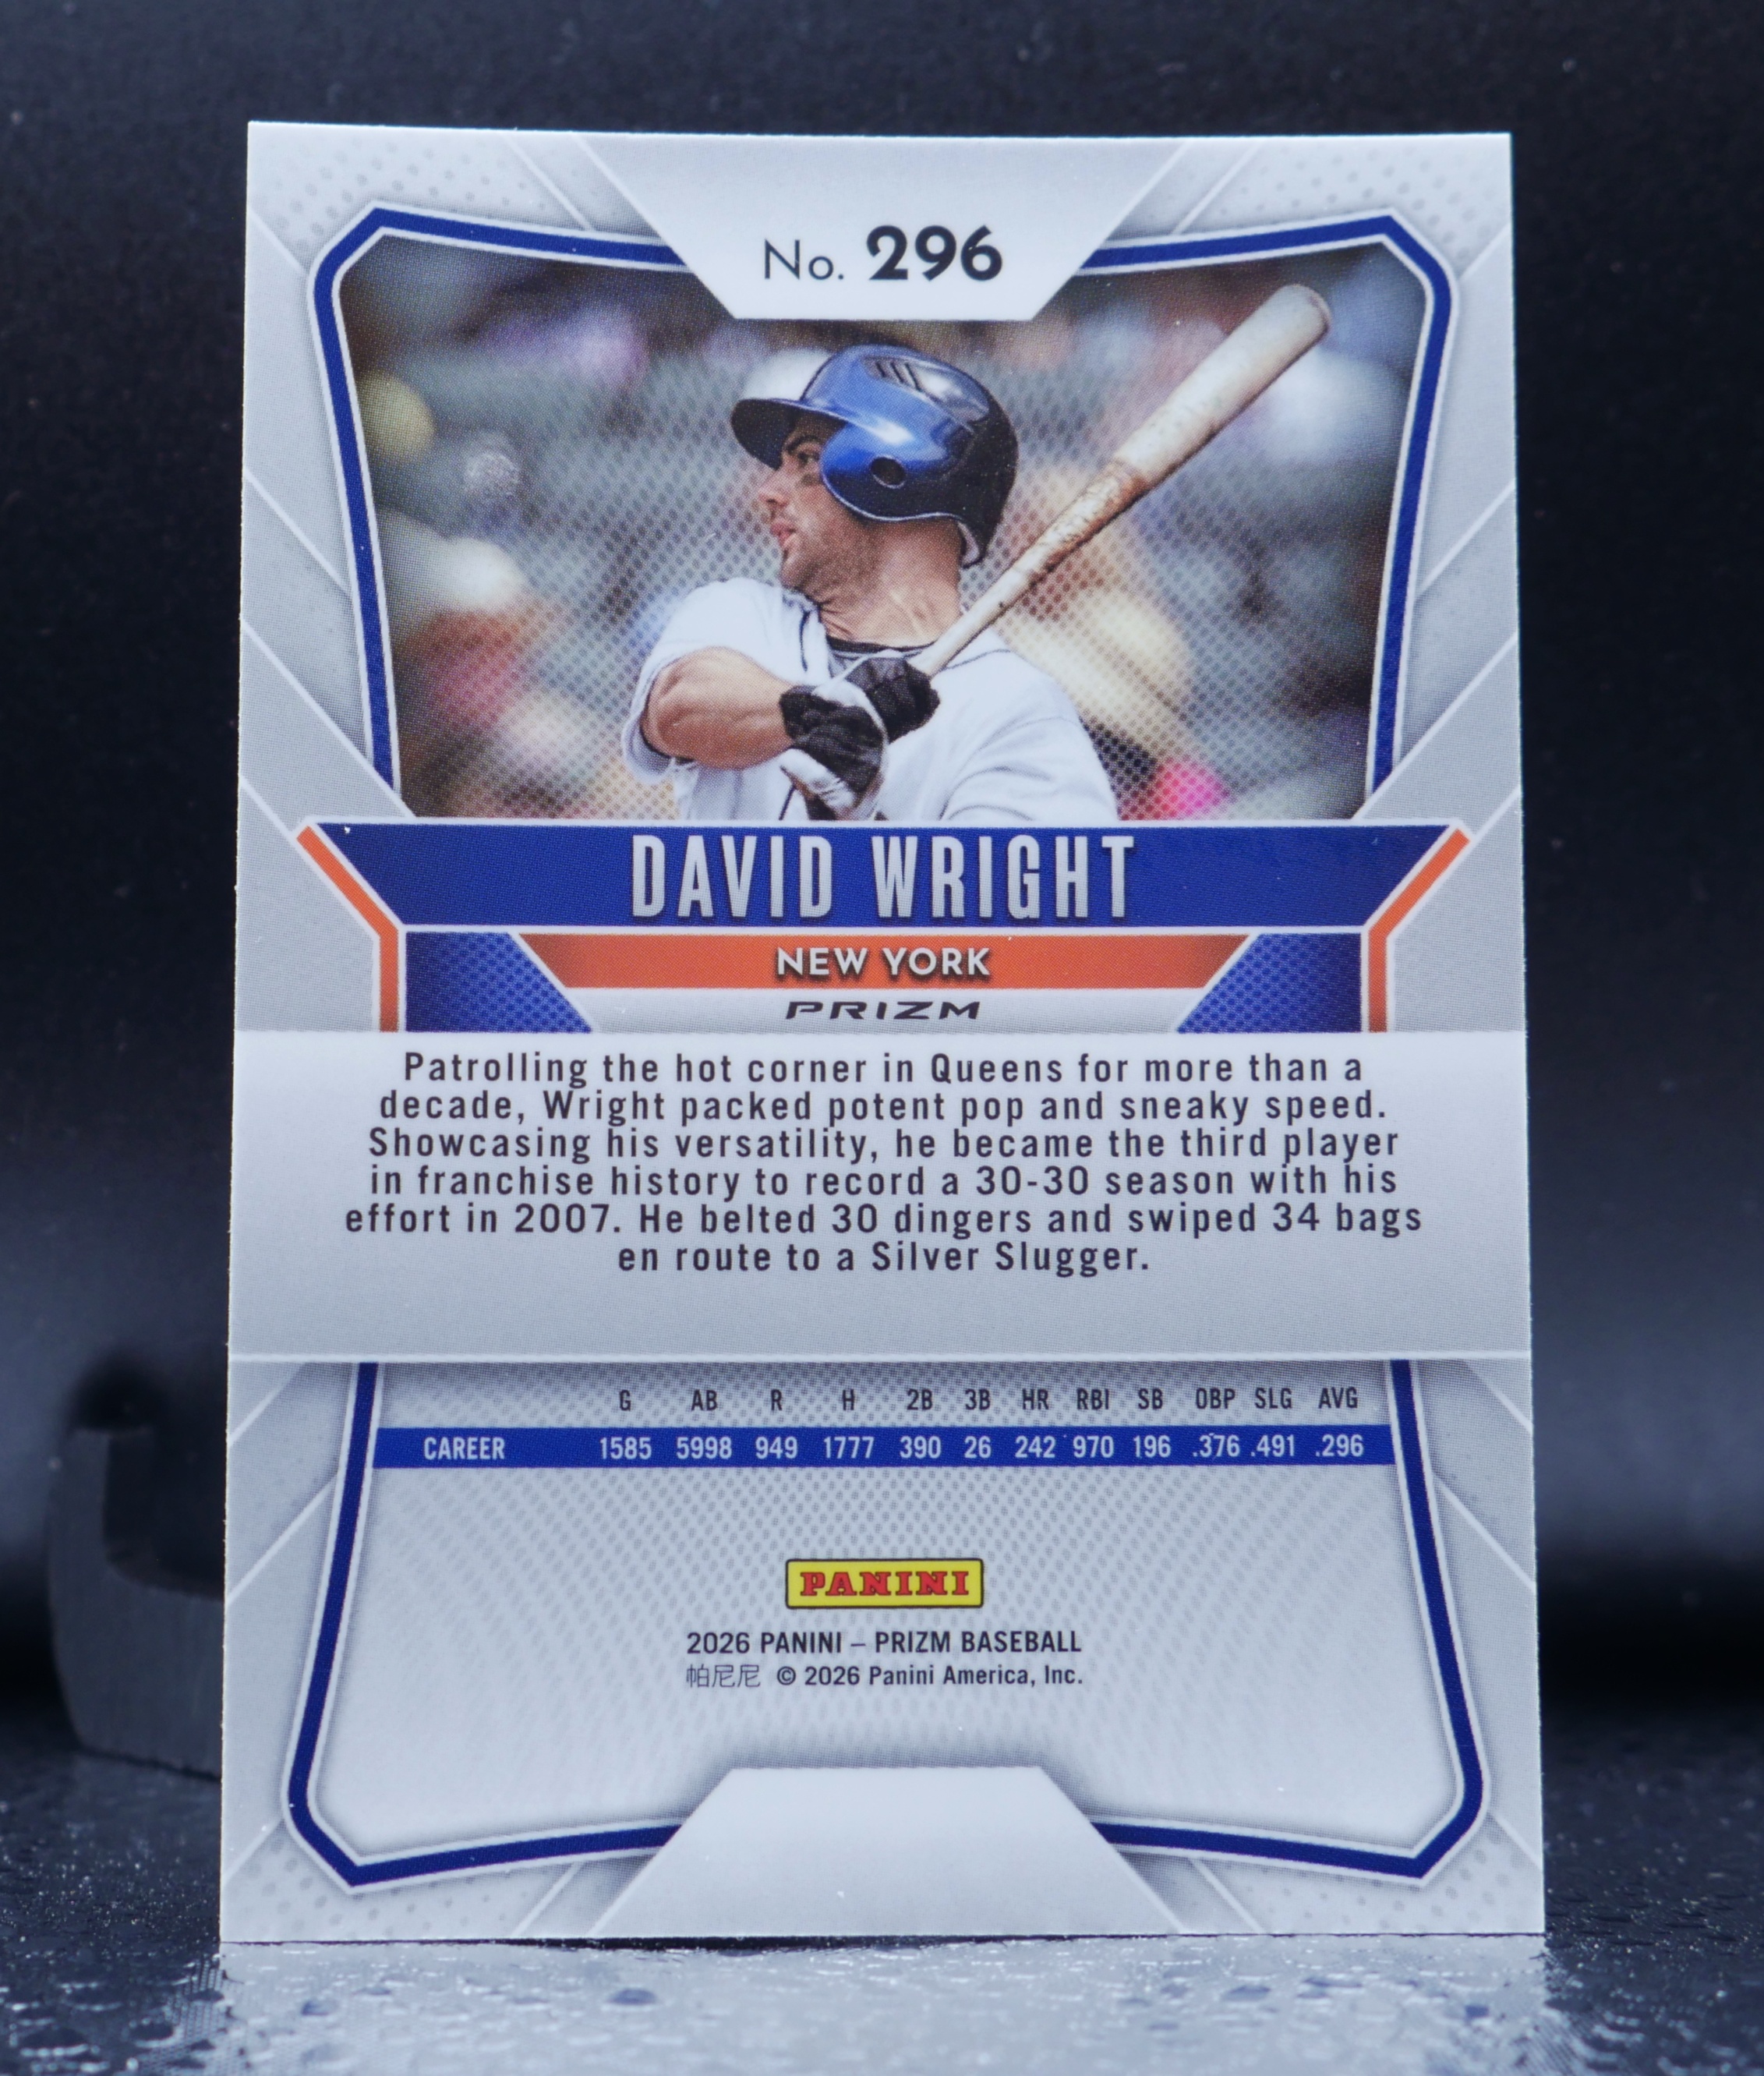 No. 296
DAVID WRIGHT
NEW YORK
PRIZM
Patrolling the hot corner in Queens for more than a
decade, Wright packed potent pop and sneaky speed.
Showcasing his versatility, he became the third player
in franchise history to record a 30-30 season with his
effort in 2007. He belted 30 dingers and swiped 34 bags
en route to a Silver Slugger.
G AB R H 2B 3B HR RBI SB OBP SLG AVG
CAREER 1585 5998 949 1777 390 26 242 970 196 .376 .491 .296
PANINI
2026 PANINI – PRIZM BASEBALL
帕尼尼 © 2026 Panini America, Inc.